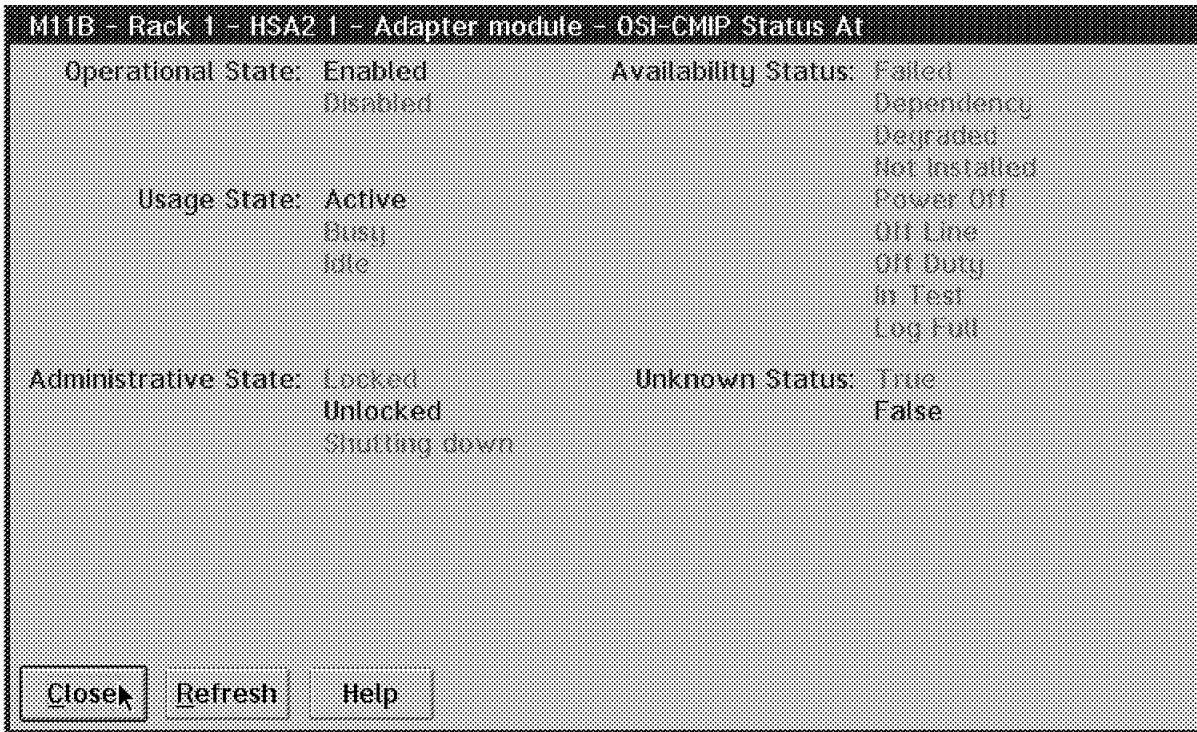 M11B - Rack 1 - HSA2 1 - Adapter module - OSI-CMIP Status At
Operational State: Enabled
Disabled
Usage State: Active
Busy
Idle
Administrative State: Locked
Unlocked
Shutting down
Availability Status: Failed
Dependency
Degraded
Not Installed
Power Off
Off Line
Off Duty
In Test
Log Full
Unknown Status: True
False
Close Refresh Help